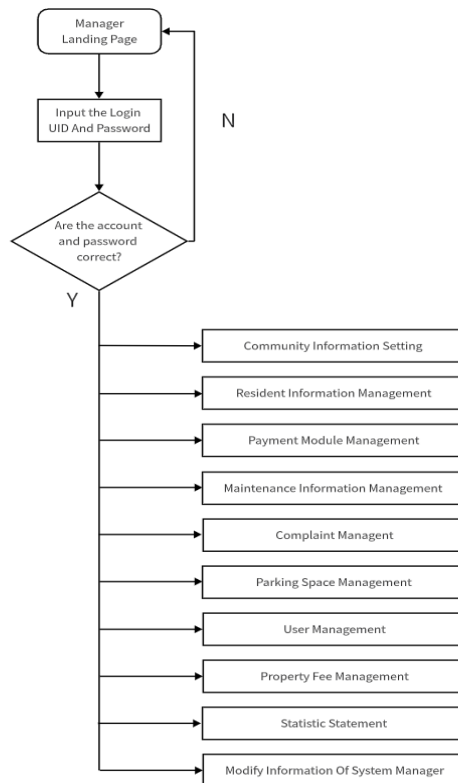 Manager
Landing Page
Input the Login
UID And Password
N
Are the account
and password
correct?
Y
Community Information Setting
Resident Information Management
Payment Module Management
Maintenance Information Management
Complaint Managent
Parking Space Management
User Management
Property Fee Management
Statistic Statement
Modify Information Of System Manager